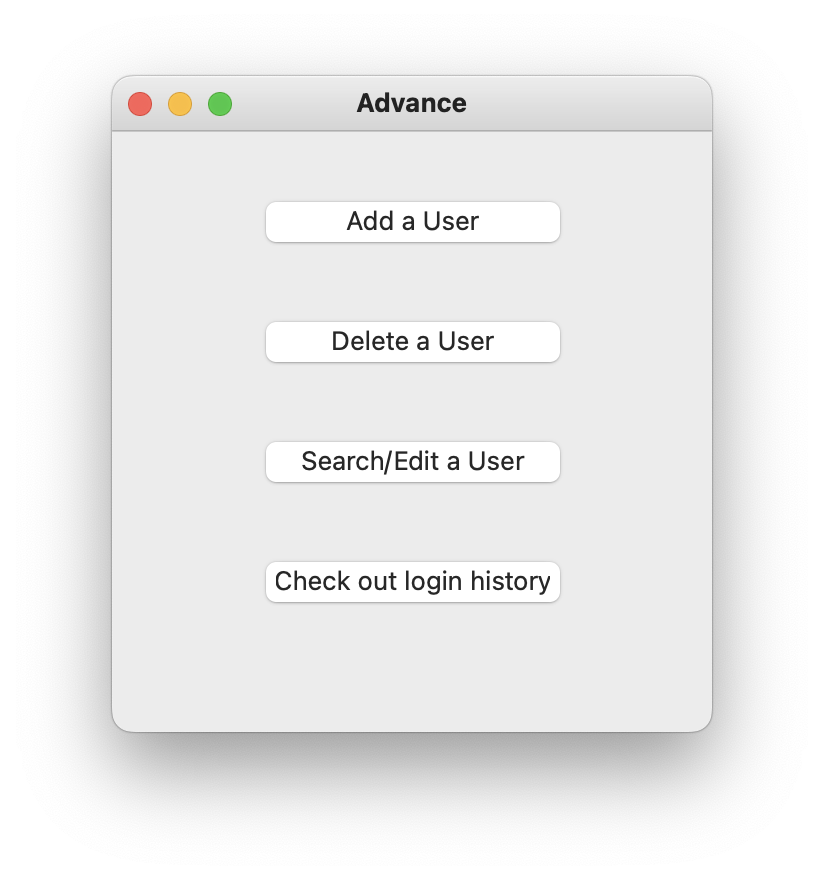 Advance
Add a User
Delete a User
Search/Edit a User
Check out login history